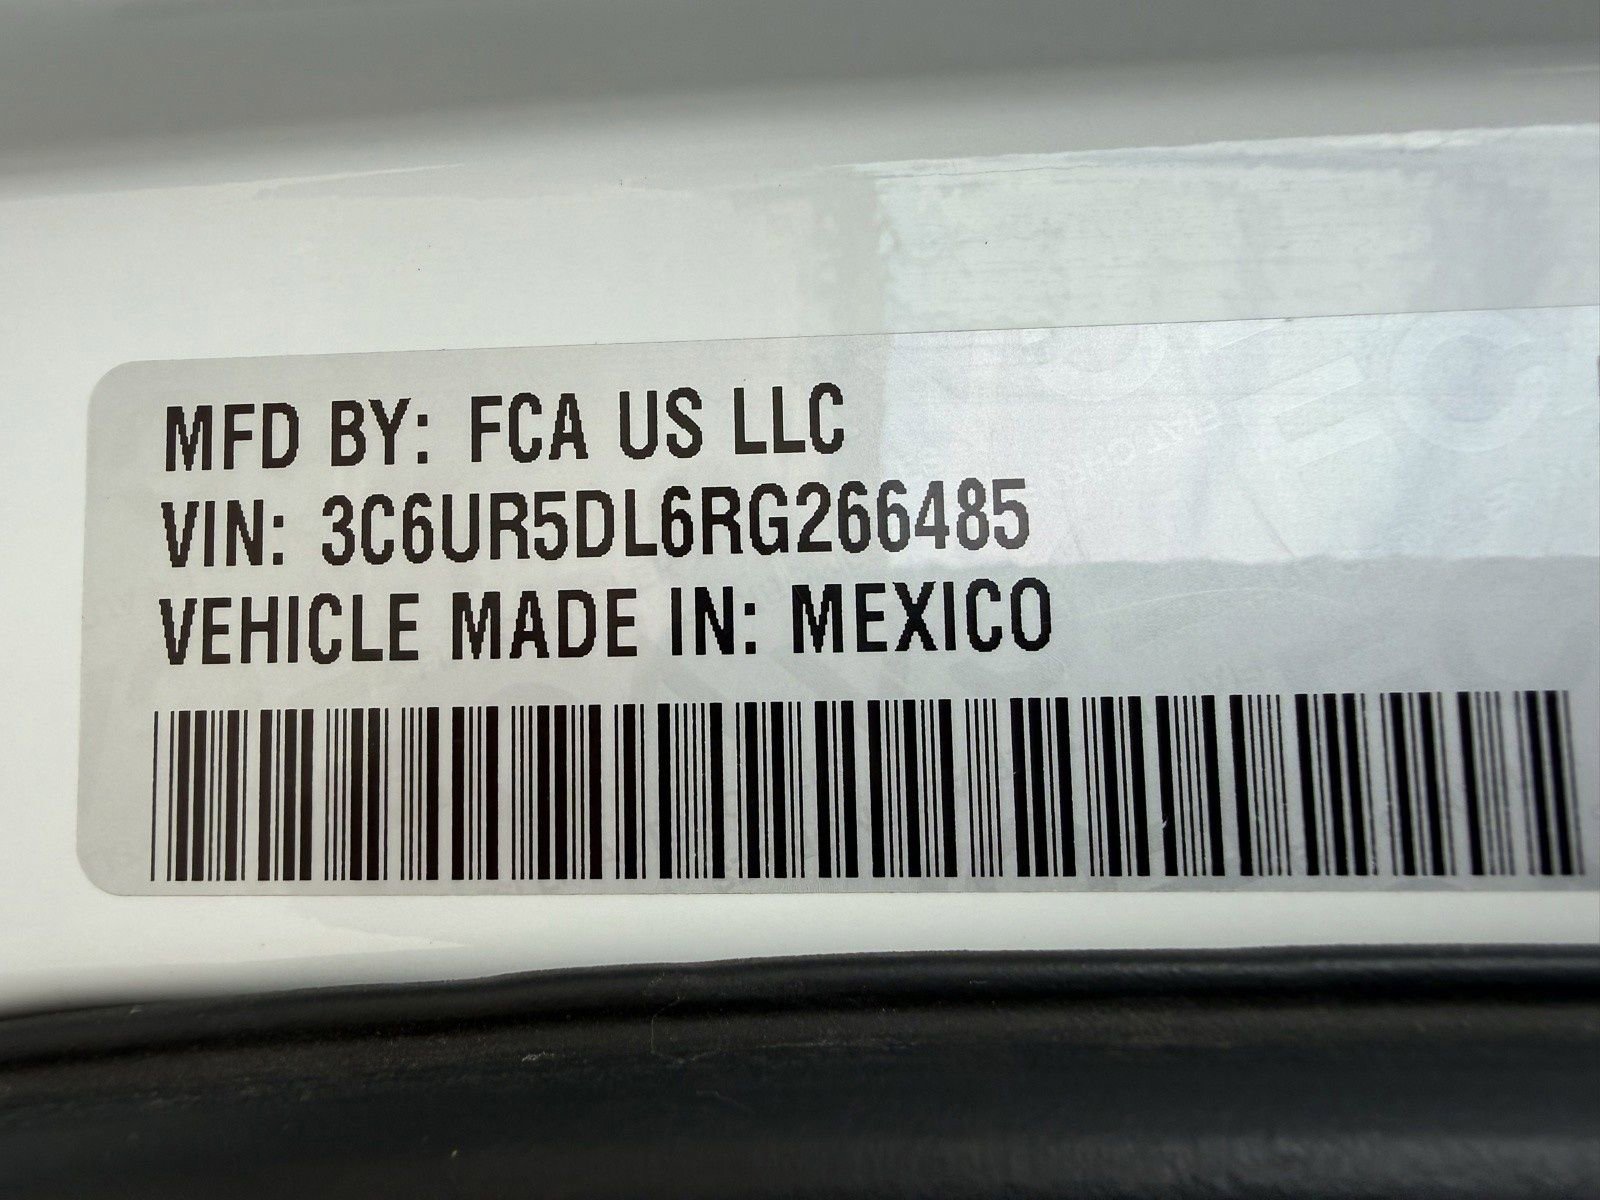 MFD BY: FCA US LLC
VIN: 3C6UR5DL6RG266485
VEHICLE MADE IN: MEXICO